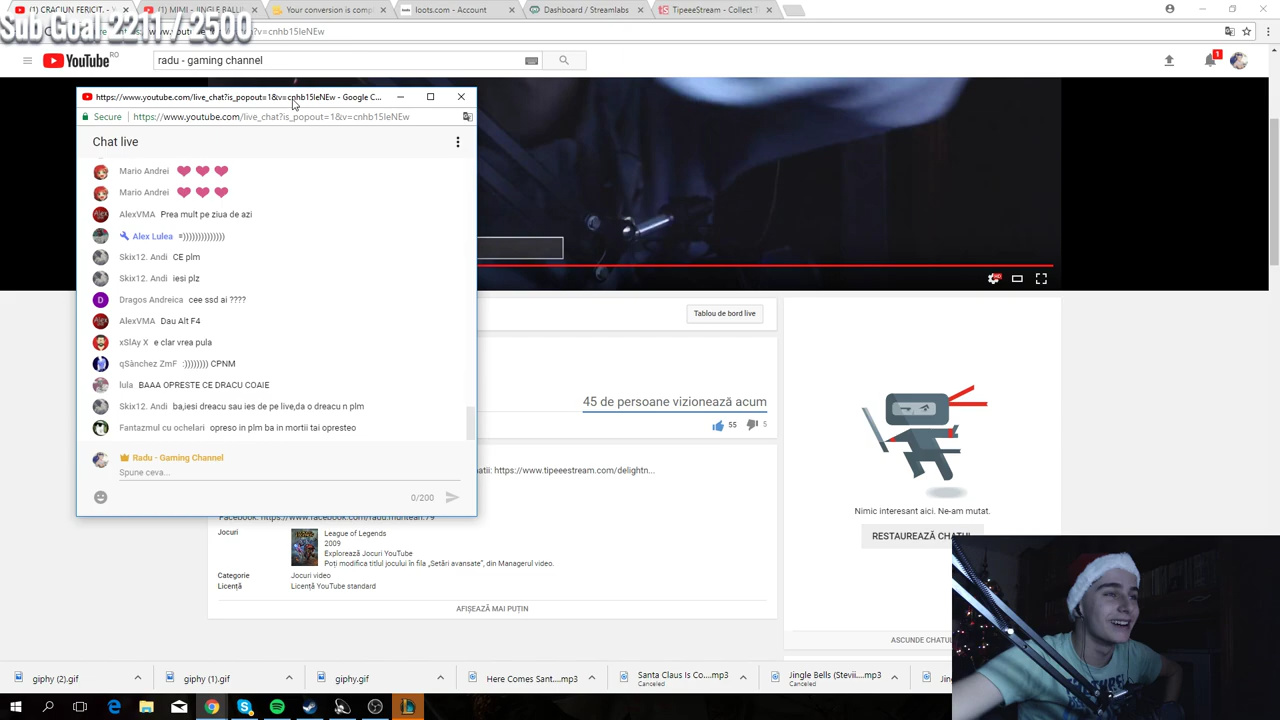 (1) CRACIUN FERICIT.
(1) MIMI - JINGLE BALL
Your conversion is comp
loots.com - Account
Dashboard / Streamlabs
TipeeeStream - Collect T
Sub Goal 2211 / 2500
v=cnhb15IeNEw
YouTube RO
radu - gaming channel
1
https://www.youtube.com/live_chat?is_popout=1&v=cnhb15IeNEw - Google C...
Secure
https://www.youtube.com/live_chat?is_popout=1&v=cnhb15IeNEw
Chat live
Mario Andrei
Mario Andrei
AlexVMA Prea mult pe ziua de azi
Alex Lulea =))))))))))))))
Skix12. Andi CE plm
Skix12. Andi iesi plz
D Dragos Andreica cee ssd ai ????
AlexVMA Dau Alt F4
xSlAy X e clar vrea pula
qSànchez ZmF :)))))))) CPNM
lula BAAA OPRESTE CE DRACU COAIE
Skix12. Andi ba,iesi dreacu sau ies de pe live,da o dreacu n plm
Fantazmul cu ochelari opreso in plm ba in mortii tai opresteo
Radu - Gaming Channel
Spune ceva...
0/200
HD
Tablou de bord live
45 de persoane vizionează acum
55
5
matii: https://www.tipeeestream.com/delightn...
Facebook: https://www.facebook.com/radu.muntean.79
Jocuri
League of Legends
2009
Explorează Jocuri YouTube
Poți modifica titlul jocului în fila „Setări avansate”, din Managerul video.
Categorie Jocuri video
Licență Licență YouTube standard
AFIȘEAZĂ MAI PUȚIN
Nimic interesant aici. Ne-am mutat.
RESTAUREAZĂ CHATUL
ASCUNDE CHATUL
giphy (2).gif
giphy (1).gif
giphy.gif
Here Comes Sant....mp3
Santa Claus Is Co....mp3
Canceled
Jingle Bells (Stevii....mp3
Canceled